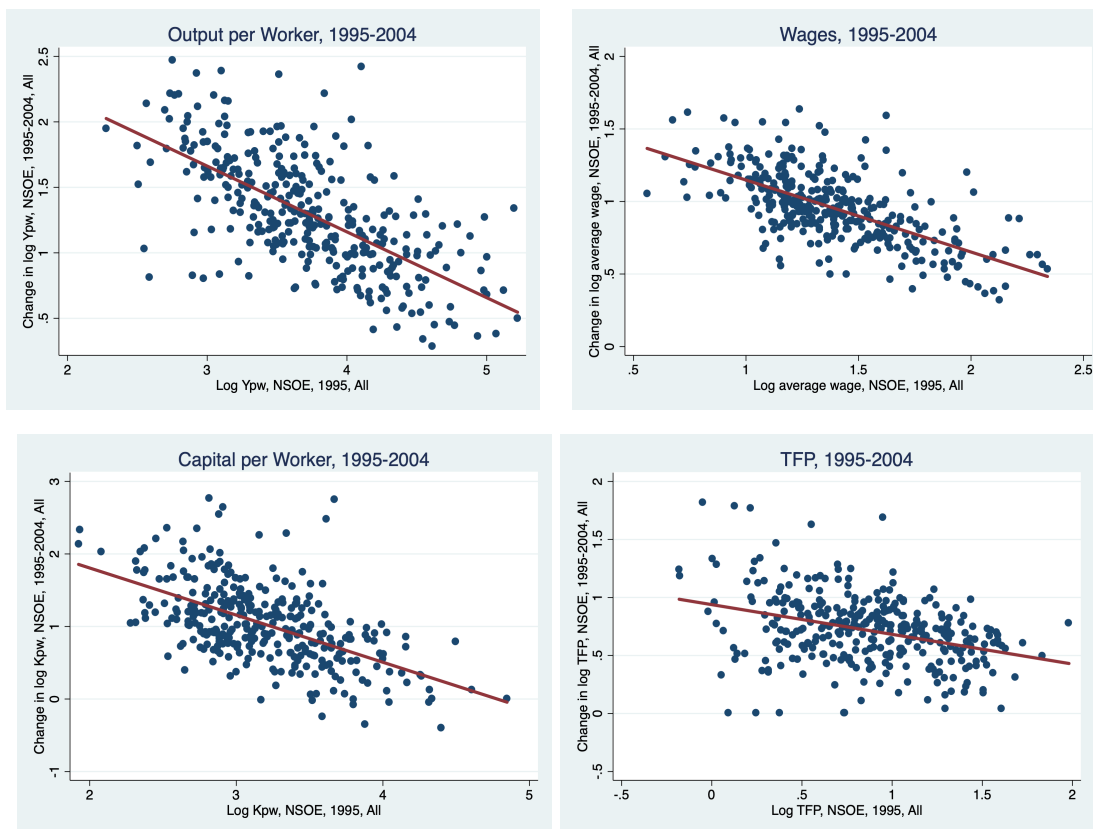 Output per Worker, 1995-2004
Change in log Ypw, NSOE, 1995-2004, All
2.5
2
1.5
1
.5
2 3 4 5
Log Ypw, NSOE, 1995, All
Wages, 1995-2004
Change in log average wage, NSOE, 1995-2004, All
2
1.5
1
.5
0
.5 1 1.5 2 2.5
Log average wage, NSOE, 1995, All
Capital per Worker, 1995-2004
Change in log Kpw, NSOE, 1995-2004, All
3
2
1
0
-1
2 3 4 5
Log Kpw, NSOE, 1995, All
TFP, 1995-2004
Change in log TFP, NSOE, 1995-2004, All
2
1.5
1
.5
0
-.5
-.5 0 .5 1 1.5 2
Log TFP, NSOE, 1995, All